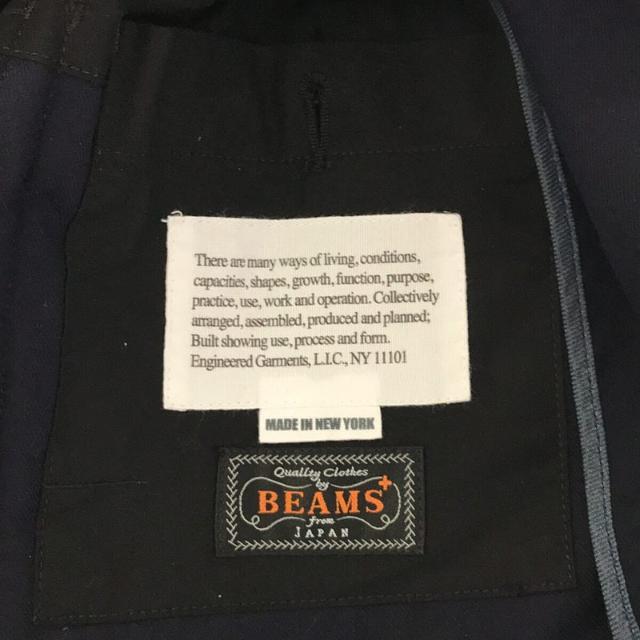 There are many ways of living, conditions,
capacities, shapes, growth, function, purpose,
practice, use, work and operation. Collectively
arranged, assembled, produced and planned;
Built showing use, process and form.
Engineered Garments, L.I.C., NY 11101
MADE IN NEW YORK
Quality Clothes
by
BEAMS+
from
JAPAN